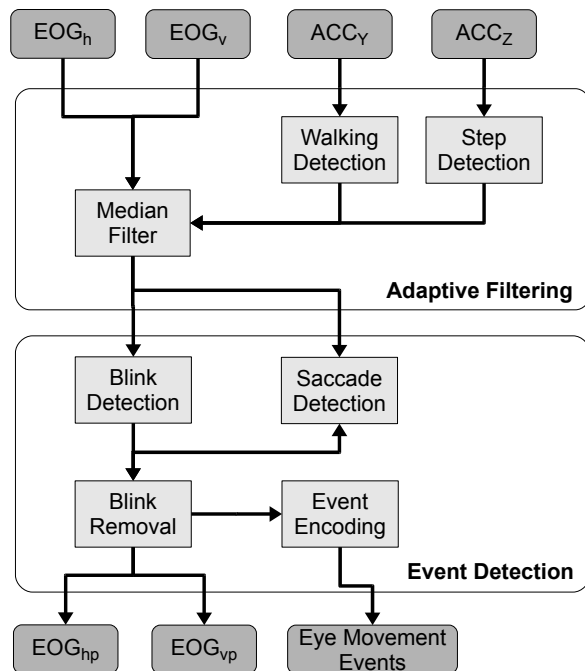 EOGh
EOGv
ACCY
ACCZ
Walking
Detection
Step
Detection
Median
Filter
Adaptive Filtering
Blink
Detection
Saccade
Detection
Blink
Removal
Event
Encoding
Event Detection
EOGhp
EOGvp
Eye Movement
Events